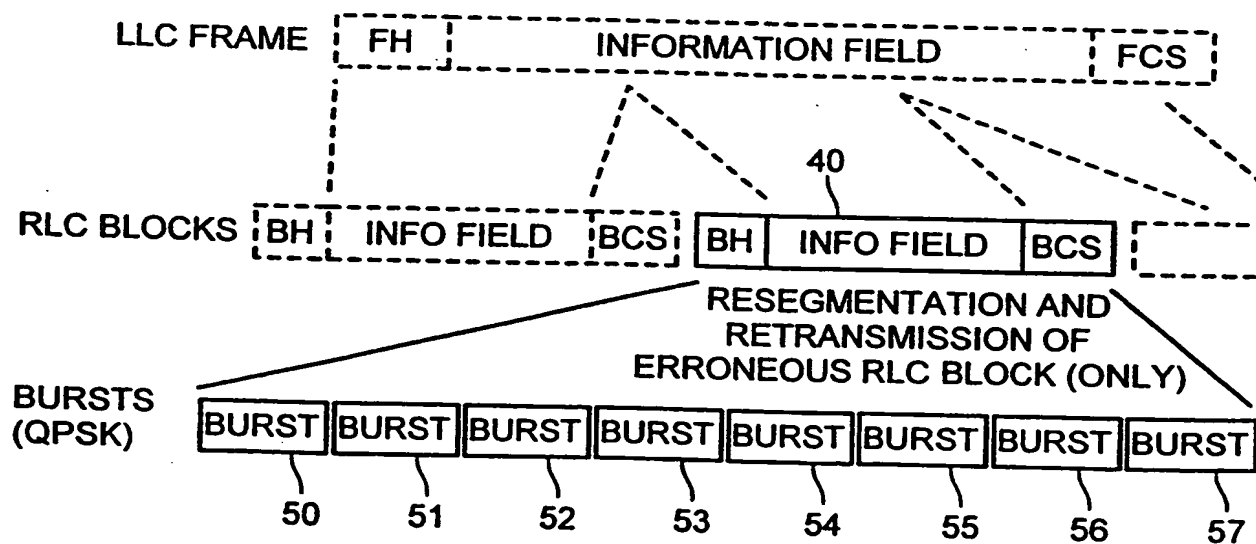 LLC FRAME FH INFORMATION FIELD FCS
40
RLC BLOCKS BH INFO FIELD BCS BH INFO FIELD BCS
RESEGMENTATION AND
RETRANSMISSION OF
ERRONEOUS RLC BLOCK (ONLY)
BURSTS
(QPSK)
BURST BURST BURST BURST BURST BURST BURST BURST
50 51 52 53 54 55 56 57